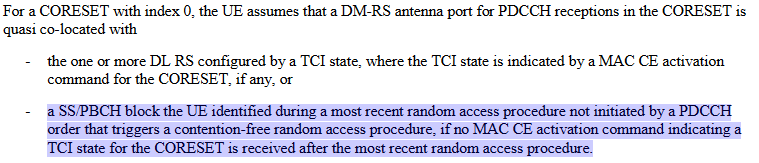 For a CORESET with index 0, the UE assumes that a DM-RS antenna port for PDCCH receptions in the CORESET is
quasi co-located with
- the one or more DL RS configured by a TCI state, where the TCI state is indicated by a MAC CE activation
command for the CORESET, if any, or
- a SS/PBCH block the UE identified during a most recent random access procedure not initiated by a PDCCH
order that triggers a contention-free random access procedure, if no MAC CE activation command indicating a
TCI state for the CORESET is received after the most recent random access procedure.